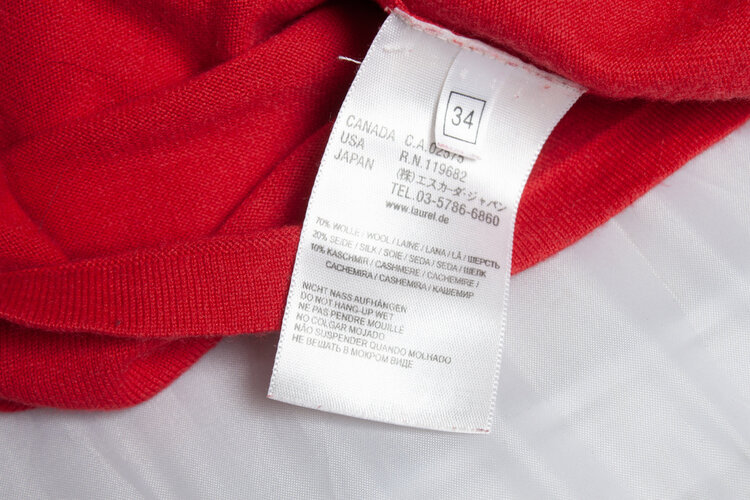 34
CANADA C.A.02575
USA R.N.119682
JAPAN (株)エスカーダ・ジャパン
TEL.03-5786-6860
www.laurel.de
70% WOLLE / WOOL / LAINE / LANA / LÃ / ШЕРСТЬ
20% SEIDE / SILK / SOIE / SEDA / SEDA / ШЕЛК
10% KASCHMIR / CASHMERE / CACHEMIRE /
CACHEMIRA / CASHEMIRA / КАШЕМИР
NICHT NASS AUFHÄNGEN
DO NOT HANG-UP WET
NE PAS PENDRE MOUILLÉ
NO COLGAR MOJADO
NÃO SUSPENDER QUANDO MOLHADO
НЕ ВЕШАТЬ В МОКРОМ ВИДЕ